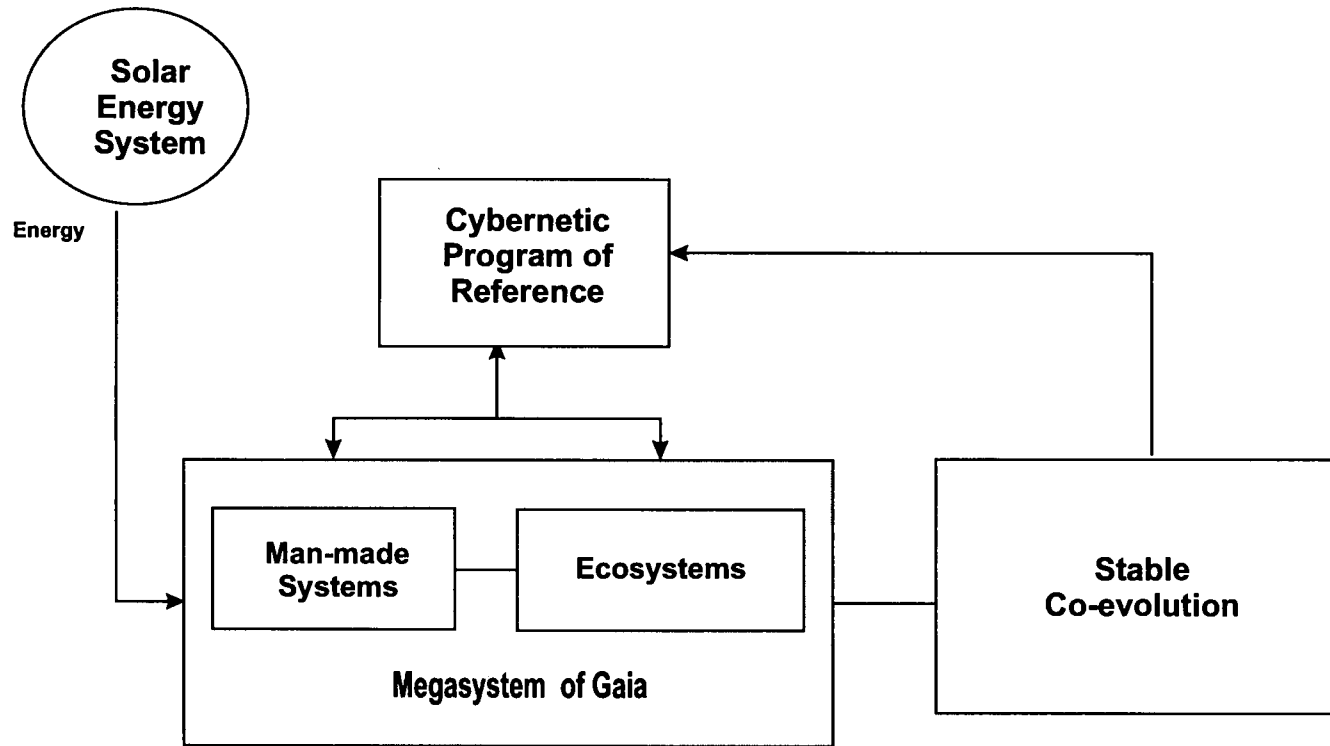 Solar
Energy
System
Energy
Cybernetic
Program of
Reference
Man-made
Systems
Ecosystems
Megasystem of Gaia
Stable
Co-evolution